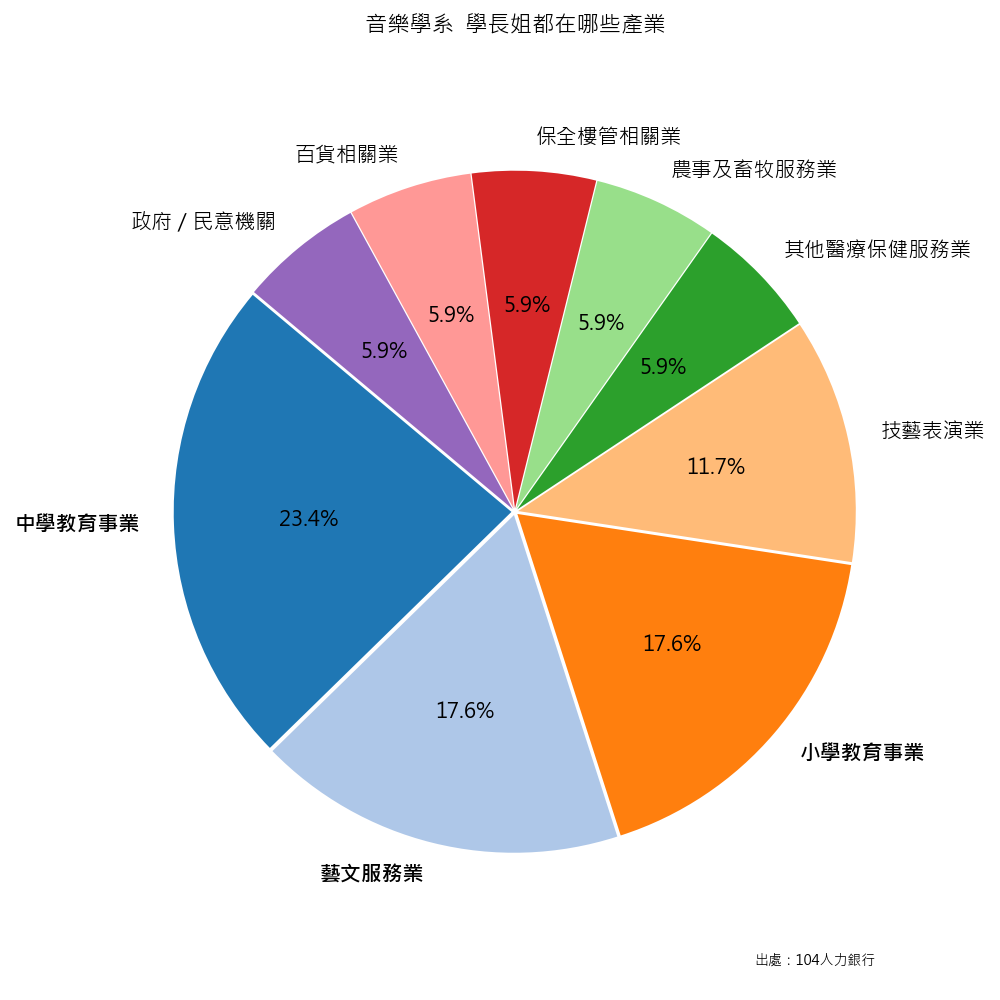 音樂學系 學長姐都在哪些產業
保全樓管相關業
百貨相關業
農事及畜牧服務業
政府 / 民意機關
其他醫療保健服務業
5.9%
5.9%
5.9%
5.9%
5.9%
技藝表演業
11.7%
中學教育事業
23.4%
17.6%
17.6%
小學教育事業
藝文服務業
出處：104人力銀行